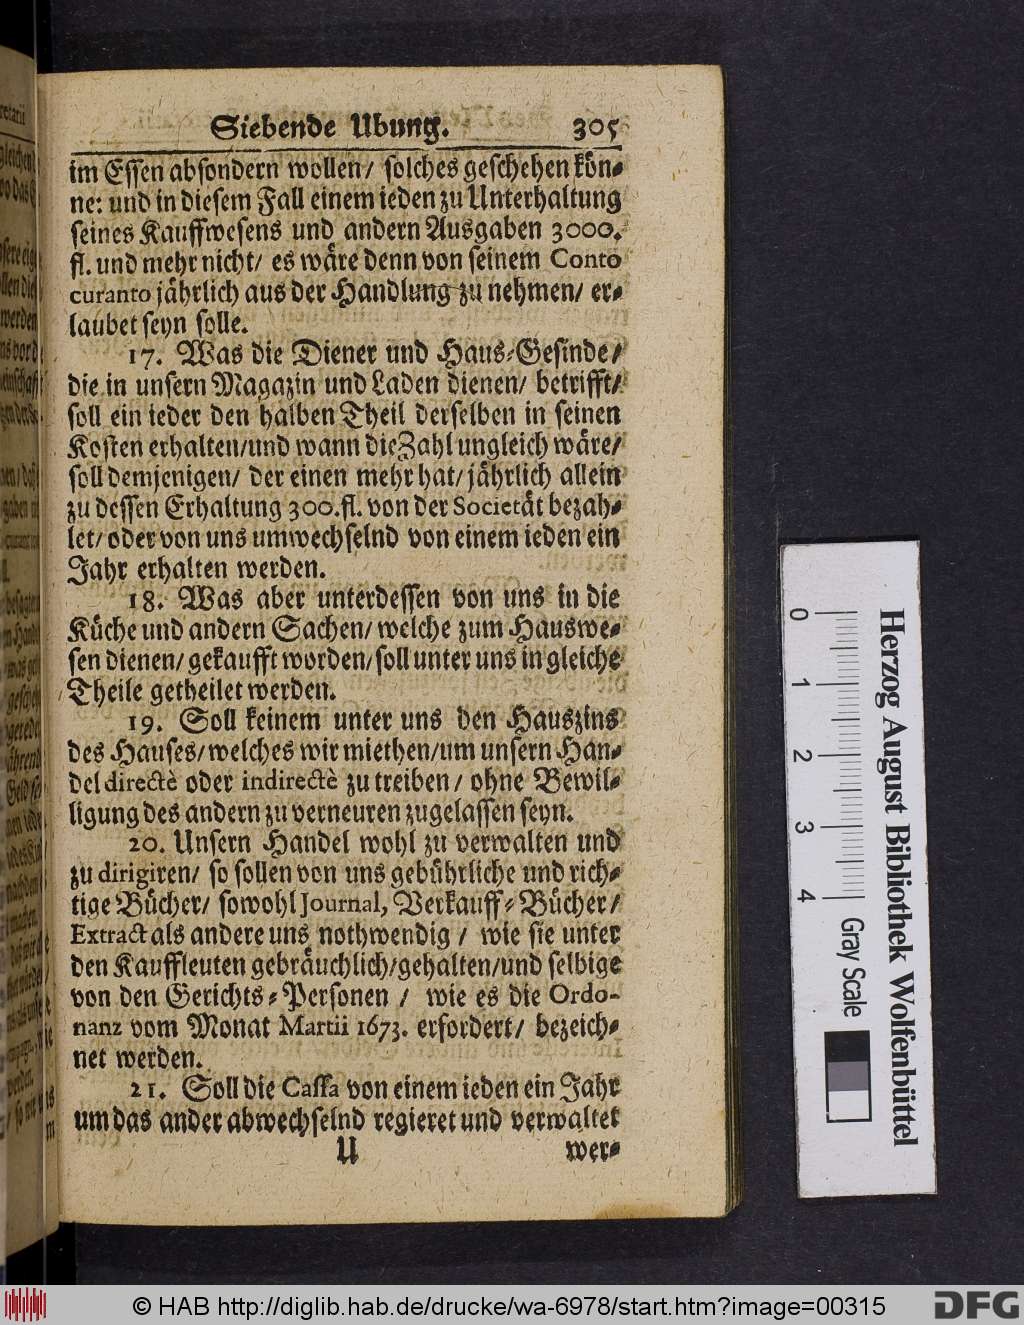 Siebende Ubung. 305
im Essen absondern wollen/ solches geschehen kön-
ne: und in diesem Fall einem ieden zu Unterhaltung
seines Kauffwesens und andern Ausgaben 3000.
fl. und mehr nicht/ es wäre denn von seinem Conto
curanto jährlich aus der Handlung zu nehmen/ er-
laubet seyn solle.
17. Was die Diener und Haus-Gesinde/
die in unsern Magazin und Laden dienen/ betrifft/
soll ein ieder den halben Theil derselben in seinen
Kosten erhalten/und wann die Zahl ungleich wäre/
soll demjenigen/ der einen mehr hat/ jährlich allein
zu dessen Erhaltung 300.fl. von der Societät bezah-
let/ oder von uns umwechselnd von einem ieden ein
Jahr erhalten werden.
18. Was aber unterdessen von uns in die
Küche und andern Sachen/ welche zum Hauswe-
sen dienen/ gekaufft worden/ soll unter uns in gleiche
Theile getheilet werden.
19. Soll keinem unter uns den Hauszins
des Hauses/ welches wir miethen/um unsern Han-
del directè oder indirectè zu treiben/ ohne Bewil-
ligung des andern zu verneuren zugelassen seyn.
20. Unsern Handel wohl zu verwalten und
zu dirigiren/ so sollen von uns gebührliche und rich-
tige Bücher/ sowohl Journal, Verkauff-Bücher/
Extract als andere uns nothwendig / wie sie unter
den Kauffleuten gebräuchlich/gehalten/und selbige
von den Gerichts-Personen / wie es die Ordo-
nanz vom Monat Martii 1673. erfordert/ bezeich-
net werden.
21. Soll die Cassa von einem ieden ein Jahr
um das ander abwechselnd regieret und verwaltet
U wer-
0 1 2 3 4
Gray Scale
Herzog August Bibliothek Wolfenbüttel
© HAB http://diglib.hab.de/drucke/wa-6978/start.htm?image=00315
DFG